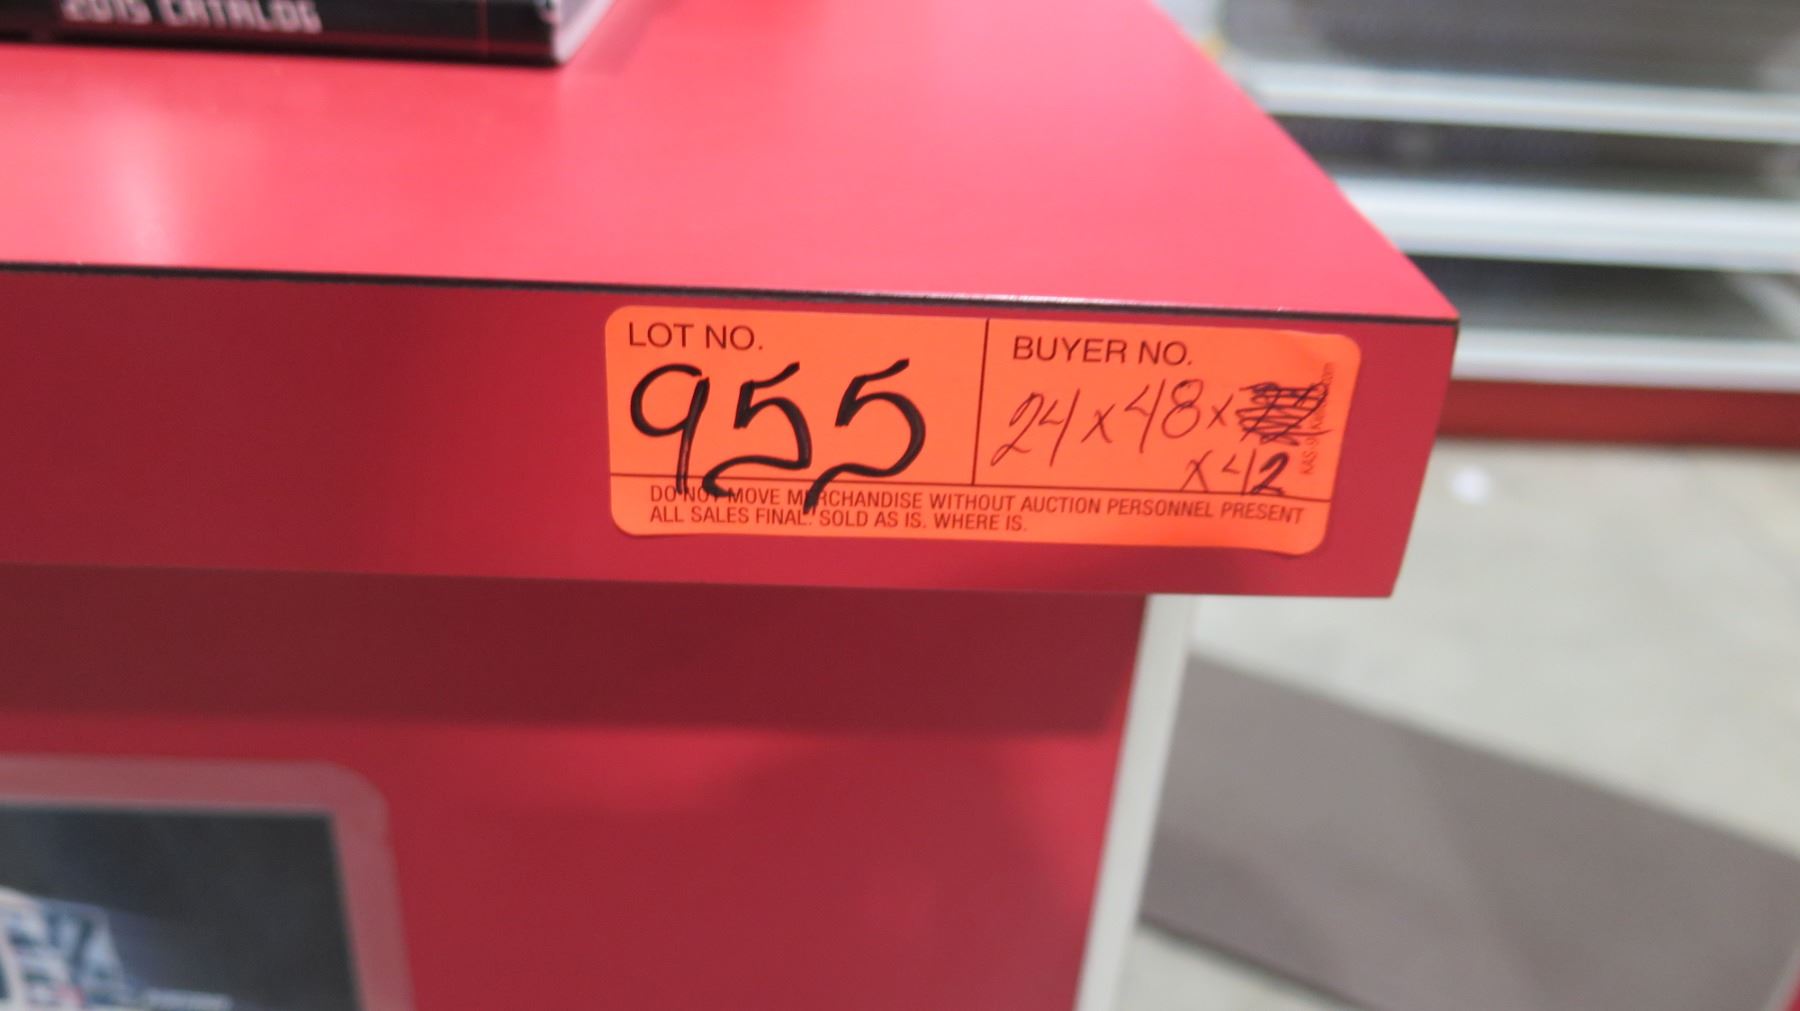 2015 CATALOG
LOT NO.
955
BUYER NO.
24 x 48 x
x 42
DO NOT MOVE MERCHANDISE WITHOUT AUCTION PERSONNEL PRESENT
ALL SALES FINAL. SOLD AS IS. WHERE IS.